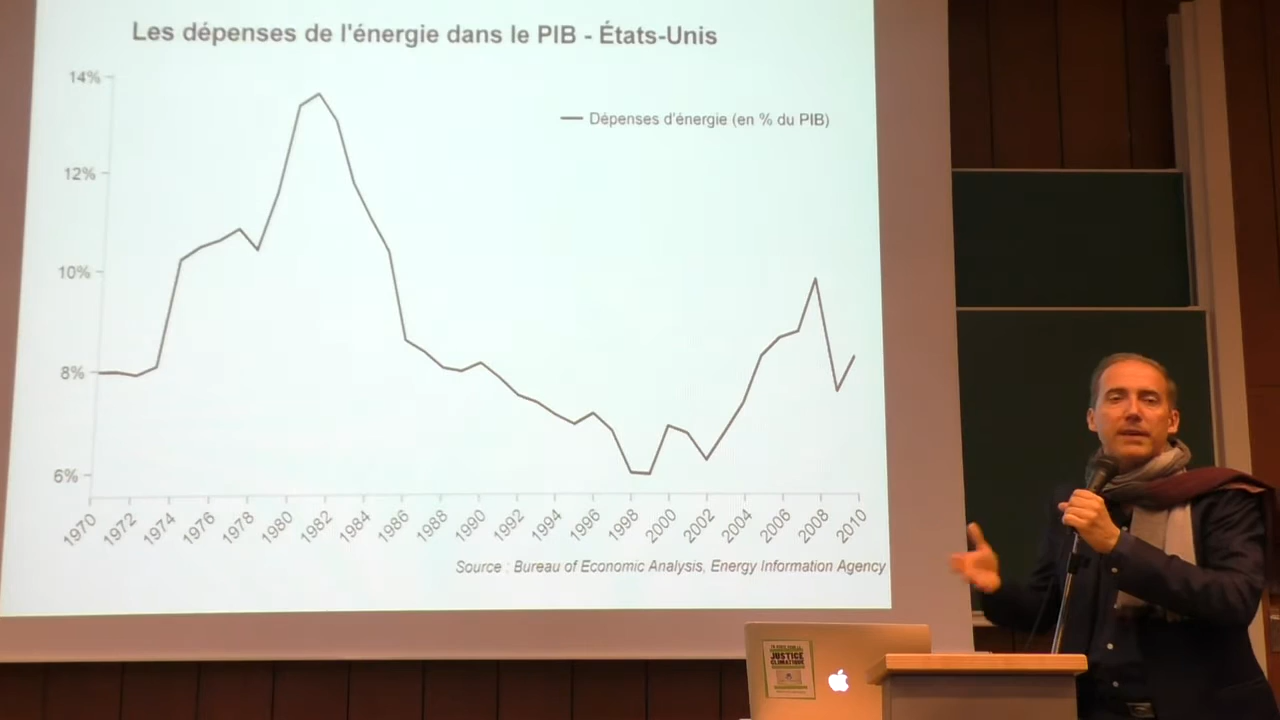 Les dépenses de l'énergie dans le PIB - États-Unis
14%
Dépenses d'énergie (en % du PIB)
12%
10%
8%
6%
1970 1972 1974 1976 1978 1980 1982 1984 1986 1988 1990 1992 1994 1996 1998 2000 2002 2004 2006 2008 2010
Source : Bureau of Economic Analysis, Energy Information Agency
JUSTICE
CLIMATIQUE